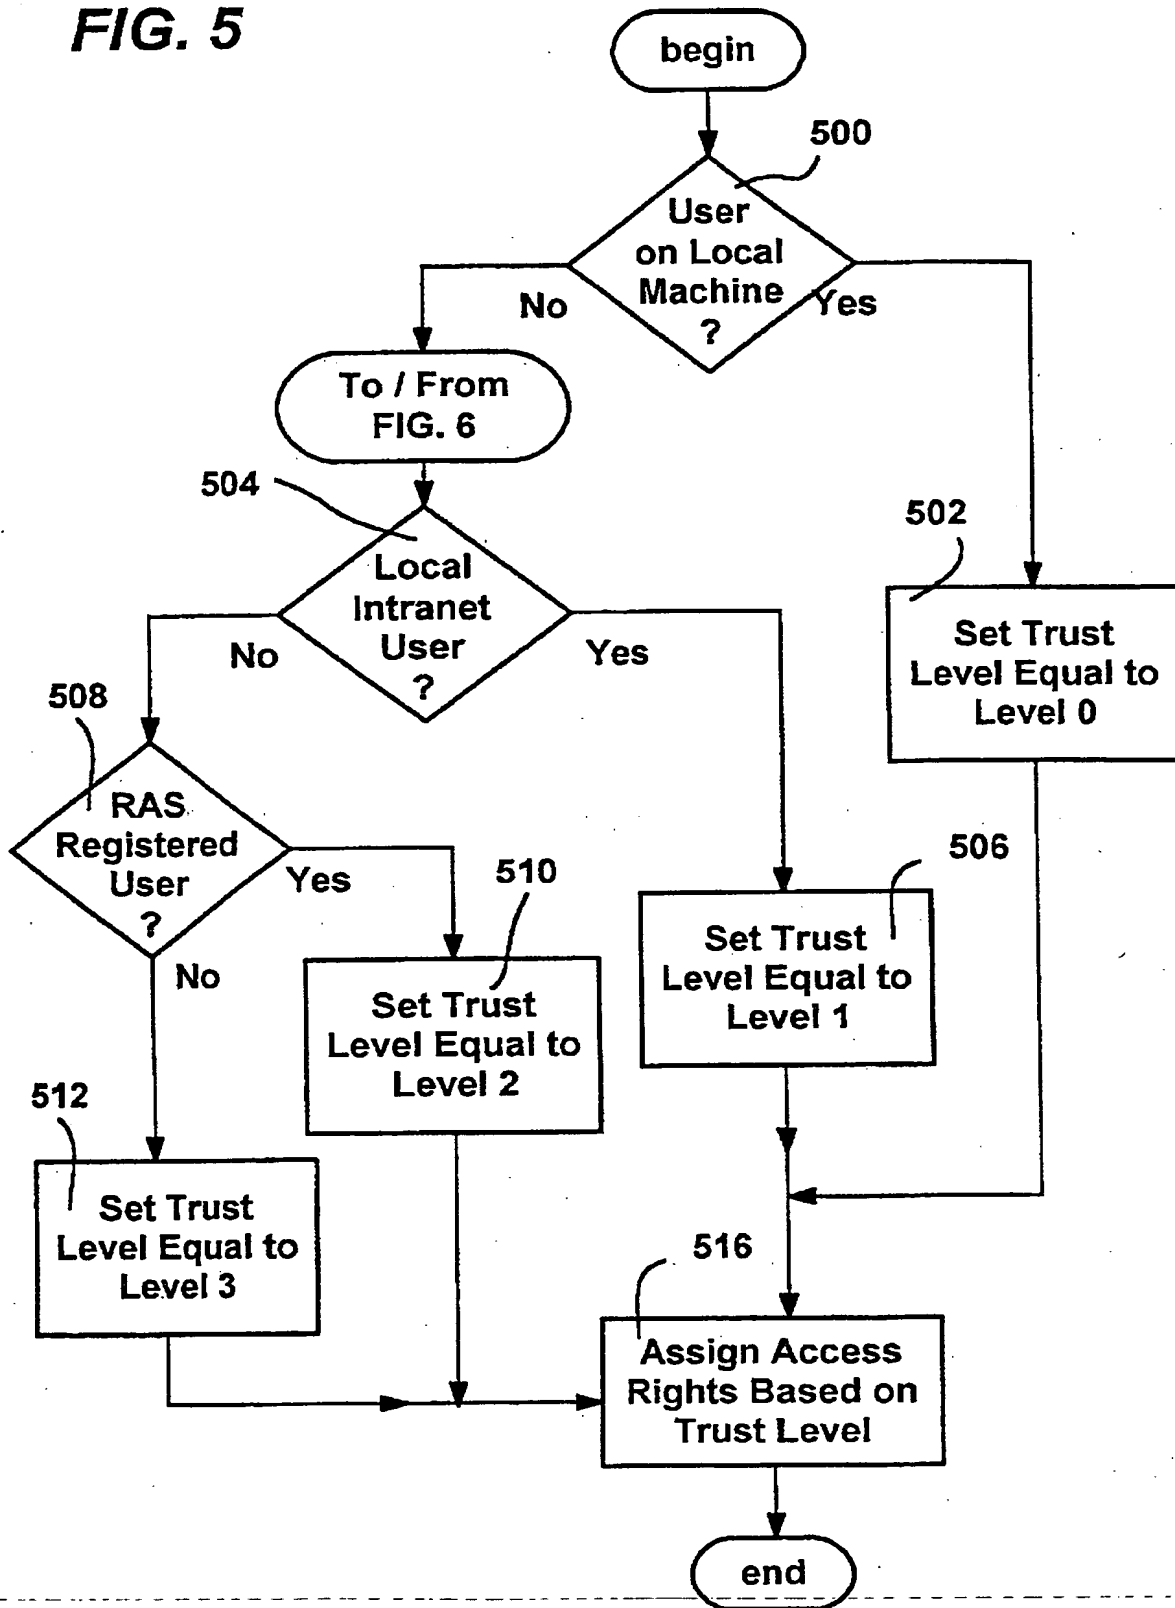 FIG. 5
begin
500
User
on Local
Machine
?
No
Yes
To / From
FIG. 6
504
Local
Intranet
User
?
No
Yes
502
Set Trust
Level Equal to
Level 0
508
RAS
Registered
User
?
Yes
No
510
Set Trust
Level Equal to
Level 2
506
Set Trust
Level Equal to
Level 1
512
Set Trust
Level Equal to
Level 3
516
Assign Access
Rights Based on
Trust Level
end